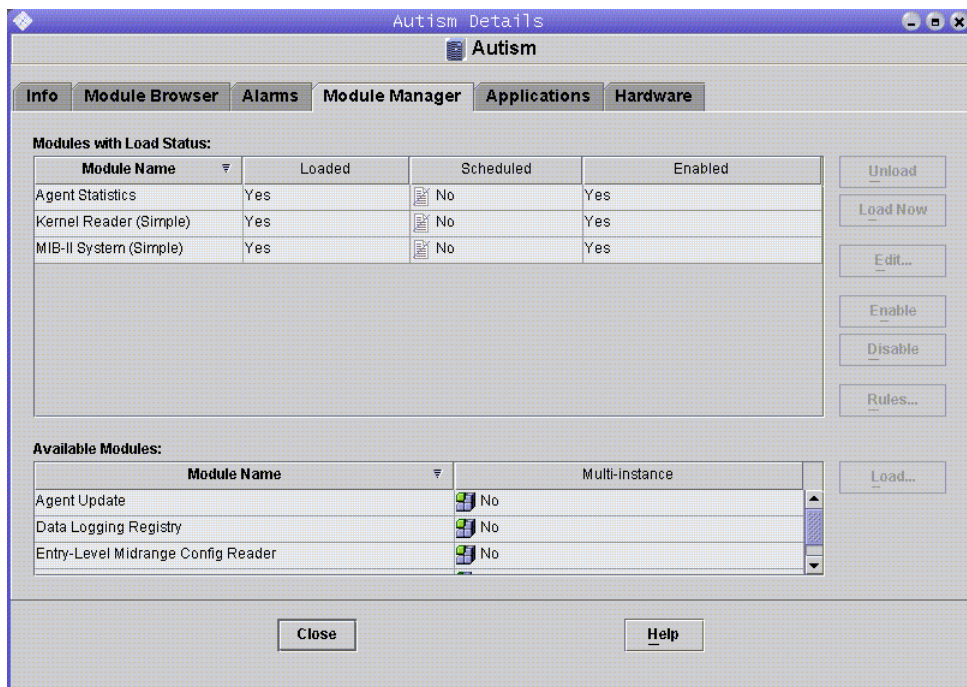 Autism Details
Autism
Info Module Browser Alarms Module Manager Applications Hardware
Modules with Load Status:
Module Name Loaded Scheduled Enabled
Agent Statistics Yes No Yes
Kernel Reader (Simple) Yes No Yes
MIB-II System (Simple) Yes No Yes
Unload
Load Now
Edit...
Enable
Disable
Rules...
Available Modules:
Module Name Multi-instance
Agent Update No
Data Logging Registry No
Entry-Level Midrange Config Reader No
Load...
Close Help